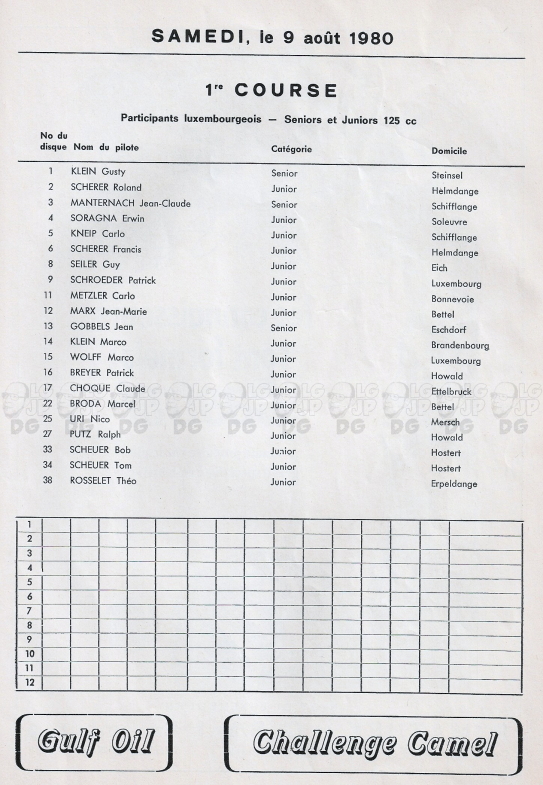 SAMEDI, le 9 août 1980
1re COURSE
Participants luxembourgeois — Seniors et Juniors 125 cc
No du disque Nom du pilote Catégorie Domicile
1 KLEIN Gusty Senior Steinsel
2 SCHERER Roland Junior Helmdange
3 MANTERNACH Jean-Claude Senior Schifflange
4 SORAGNA Erwin Junior Soleuvre
5 KNEIP Carlo Junior Schifflange
6 SCHERER Francis Junior Helmdange
8 SEILER Guy Junior Eich
9 SCHROEDER Patrick Junior Luxembourg
11 METZLER Carlo Junior Bonnevoie
12 MARX Jean-Marie Junior Bettel
13 GOBBELS Jean Senior Eschdorf
14 KLEIN Marco Junior Brandenbourg
15 WOLFF Marco Junior Luxembourg
16 BREYER Patrick Junior Howald
17 CHOQUE Claude Junior Ettelbruck
22 BRODA Marcel Junior Bettel
25 URI Nico Junior Mersch
27 PUTZ Ralph Junior Howald
33 SCHEUER Bob Junior Hostert
34 SCHEUER Tom Junior Hostert
38 ROSSELET Théo Junior Erpeldange
1
2
3
4
5
6
7
8
9
10
11
12
Gulf Oil Challenge Camel